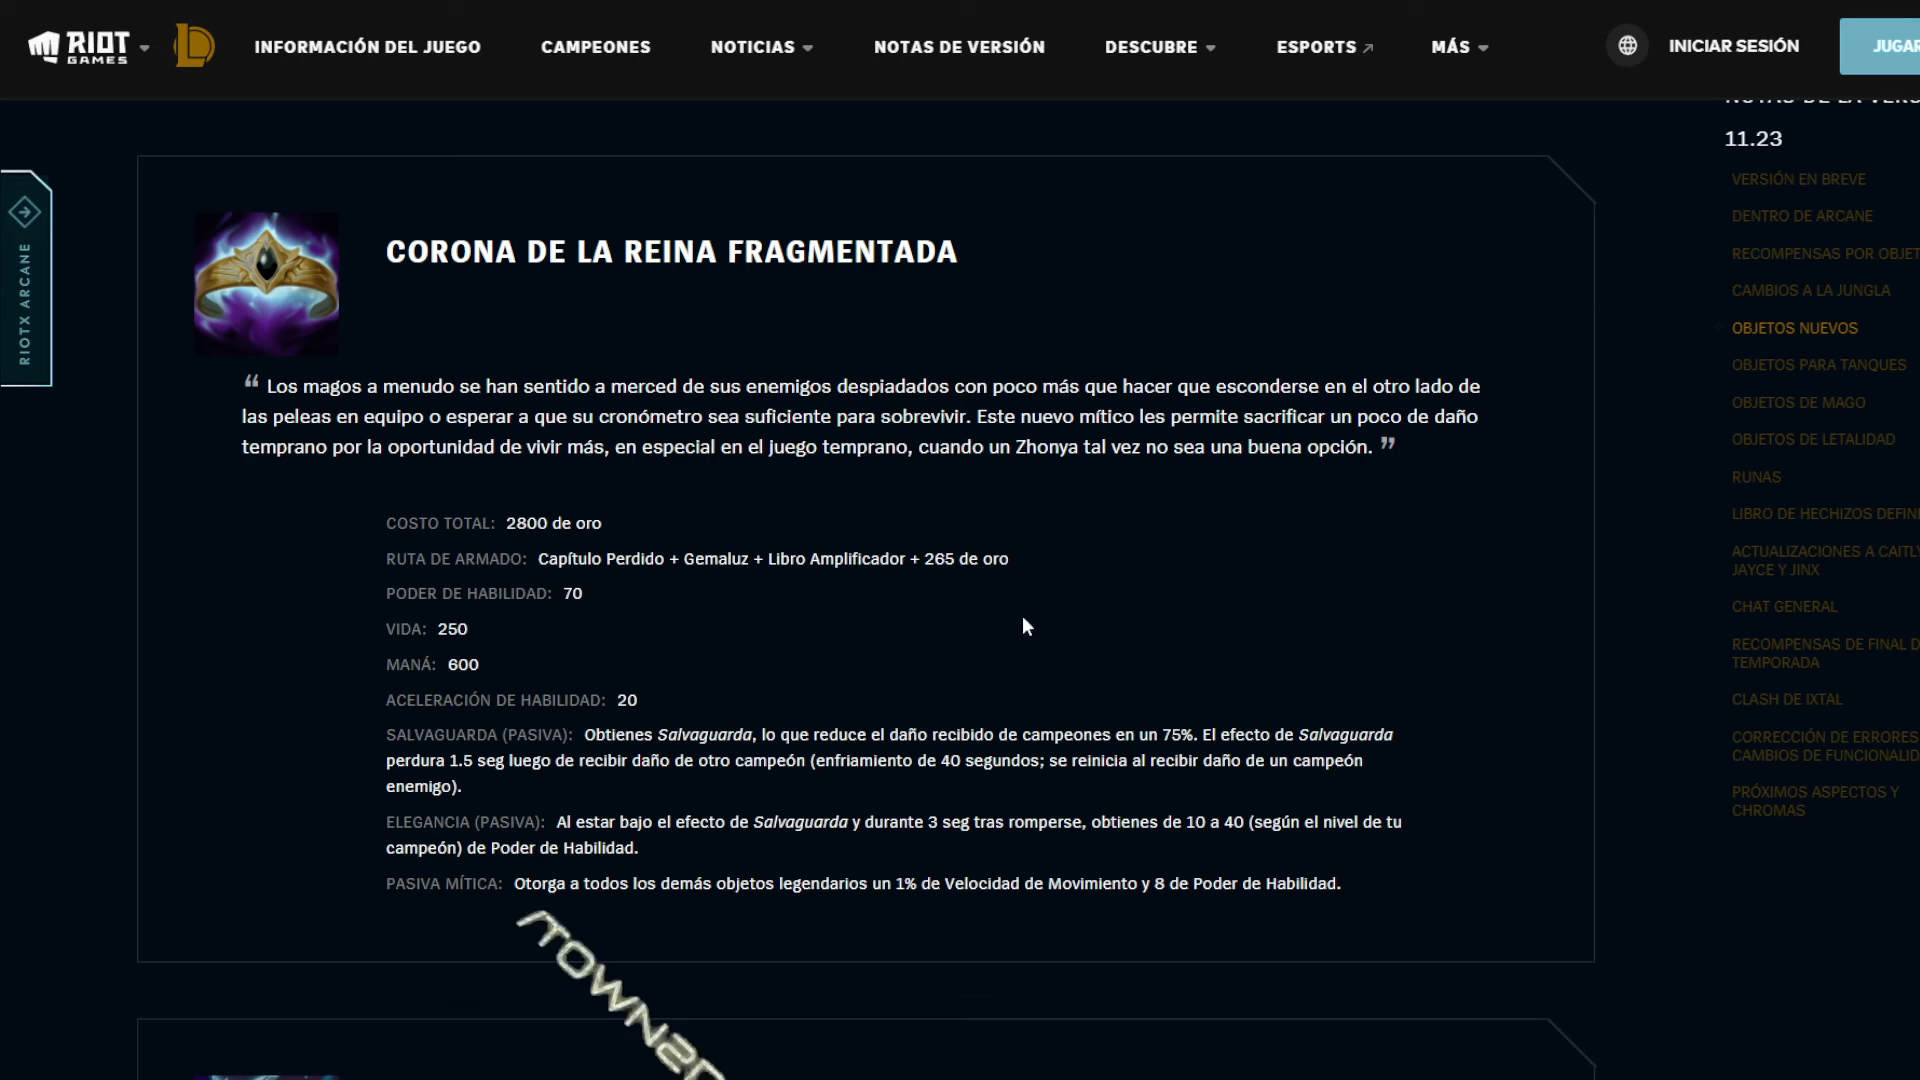 RIOT GAMES
INFORMACIÓN DEL JUEGO
CAMPEONES
NOTICIAS
NOTAS DE VERSIÓN
DESCUBRE
ESPORTS
MÁS
INICIAR SESIÓN
JUGAR
RIOTX ARCANE
CORONA DE LA REINA FRAGMENTADA
“ Los magos a menudo se han sentido a merced de sus enemigos despiadados con poco más que hacer que esconderse en el otro lado de
las peleas en equipo o esperar a que su cronómetro sea suficiente para sobrevivir. Este nuevo mítico les permite sacrificar un poco de daño
temprano por la oportunidad de vivir más, en especial en el juego temprano, cuando un Zhonya tal vez no sea una buena opción. ”
COSTO TOTAL: 2800 de oro
RUTA DE ARMADO: Capítulo Perdido + Gemaluz + Libro Amplificador + 265 de oro
PODER DE HABILIDAD: 70
VIDA: 250
MANÁ: 600
ACELERACIÓN DE HABILIDAD: 20
SALVAGUARDA (PASIVA): Obtienes Salvaguarda, lo que reduce el daño recibido de campeones en un 75%. El efecto de Salvaguarda
perdura 1.5 seg luego de recibir daño de otro campeón (enfriamiento de 40 segundos; se reinicia al recibir daño de un campeón
enemigo).
ELEGANCIA (PASIVA): Al estar bajo el efecto de Salvaguarda y durante 3 seg tras romperse, obtienes de 10 a 40 (según el nivel de tu
campeón) de Poder de Habilidad.
PASIVA MÍTICA: Otorga a todos los demás objetos legendarios un 1% de Velocidad de Movimiento y 8 de Poder de Habilidad.
NOTAS DE LA VERS
11.23
VERSIÓN EN BREVE
DENTRO DE ARCANE
RECOMPENSAS POR OBJET
CAMBIOS A LA JUNGLA
OBJETOS NUEVOS
OBJETOS PARA TANQUES
OBJETOS DE MAGO
OBJETOS DE LETALIDAD
RUNAS
LIBRO DE HECHIZOS DEFINI
ACTUALIZACIONES A CAITLY
JAYCE Y JINX
CHAT GENERAL
RECOMPENSAS DE FINAL D
TEMPORADA
CLASH DE IXTAL
CORRECCIÓN DE ERRORES
CAMBIOS DE FUNCIONALID
PRÓXIMOS ASPECTOS Y
CHROMAS